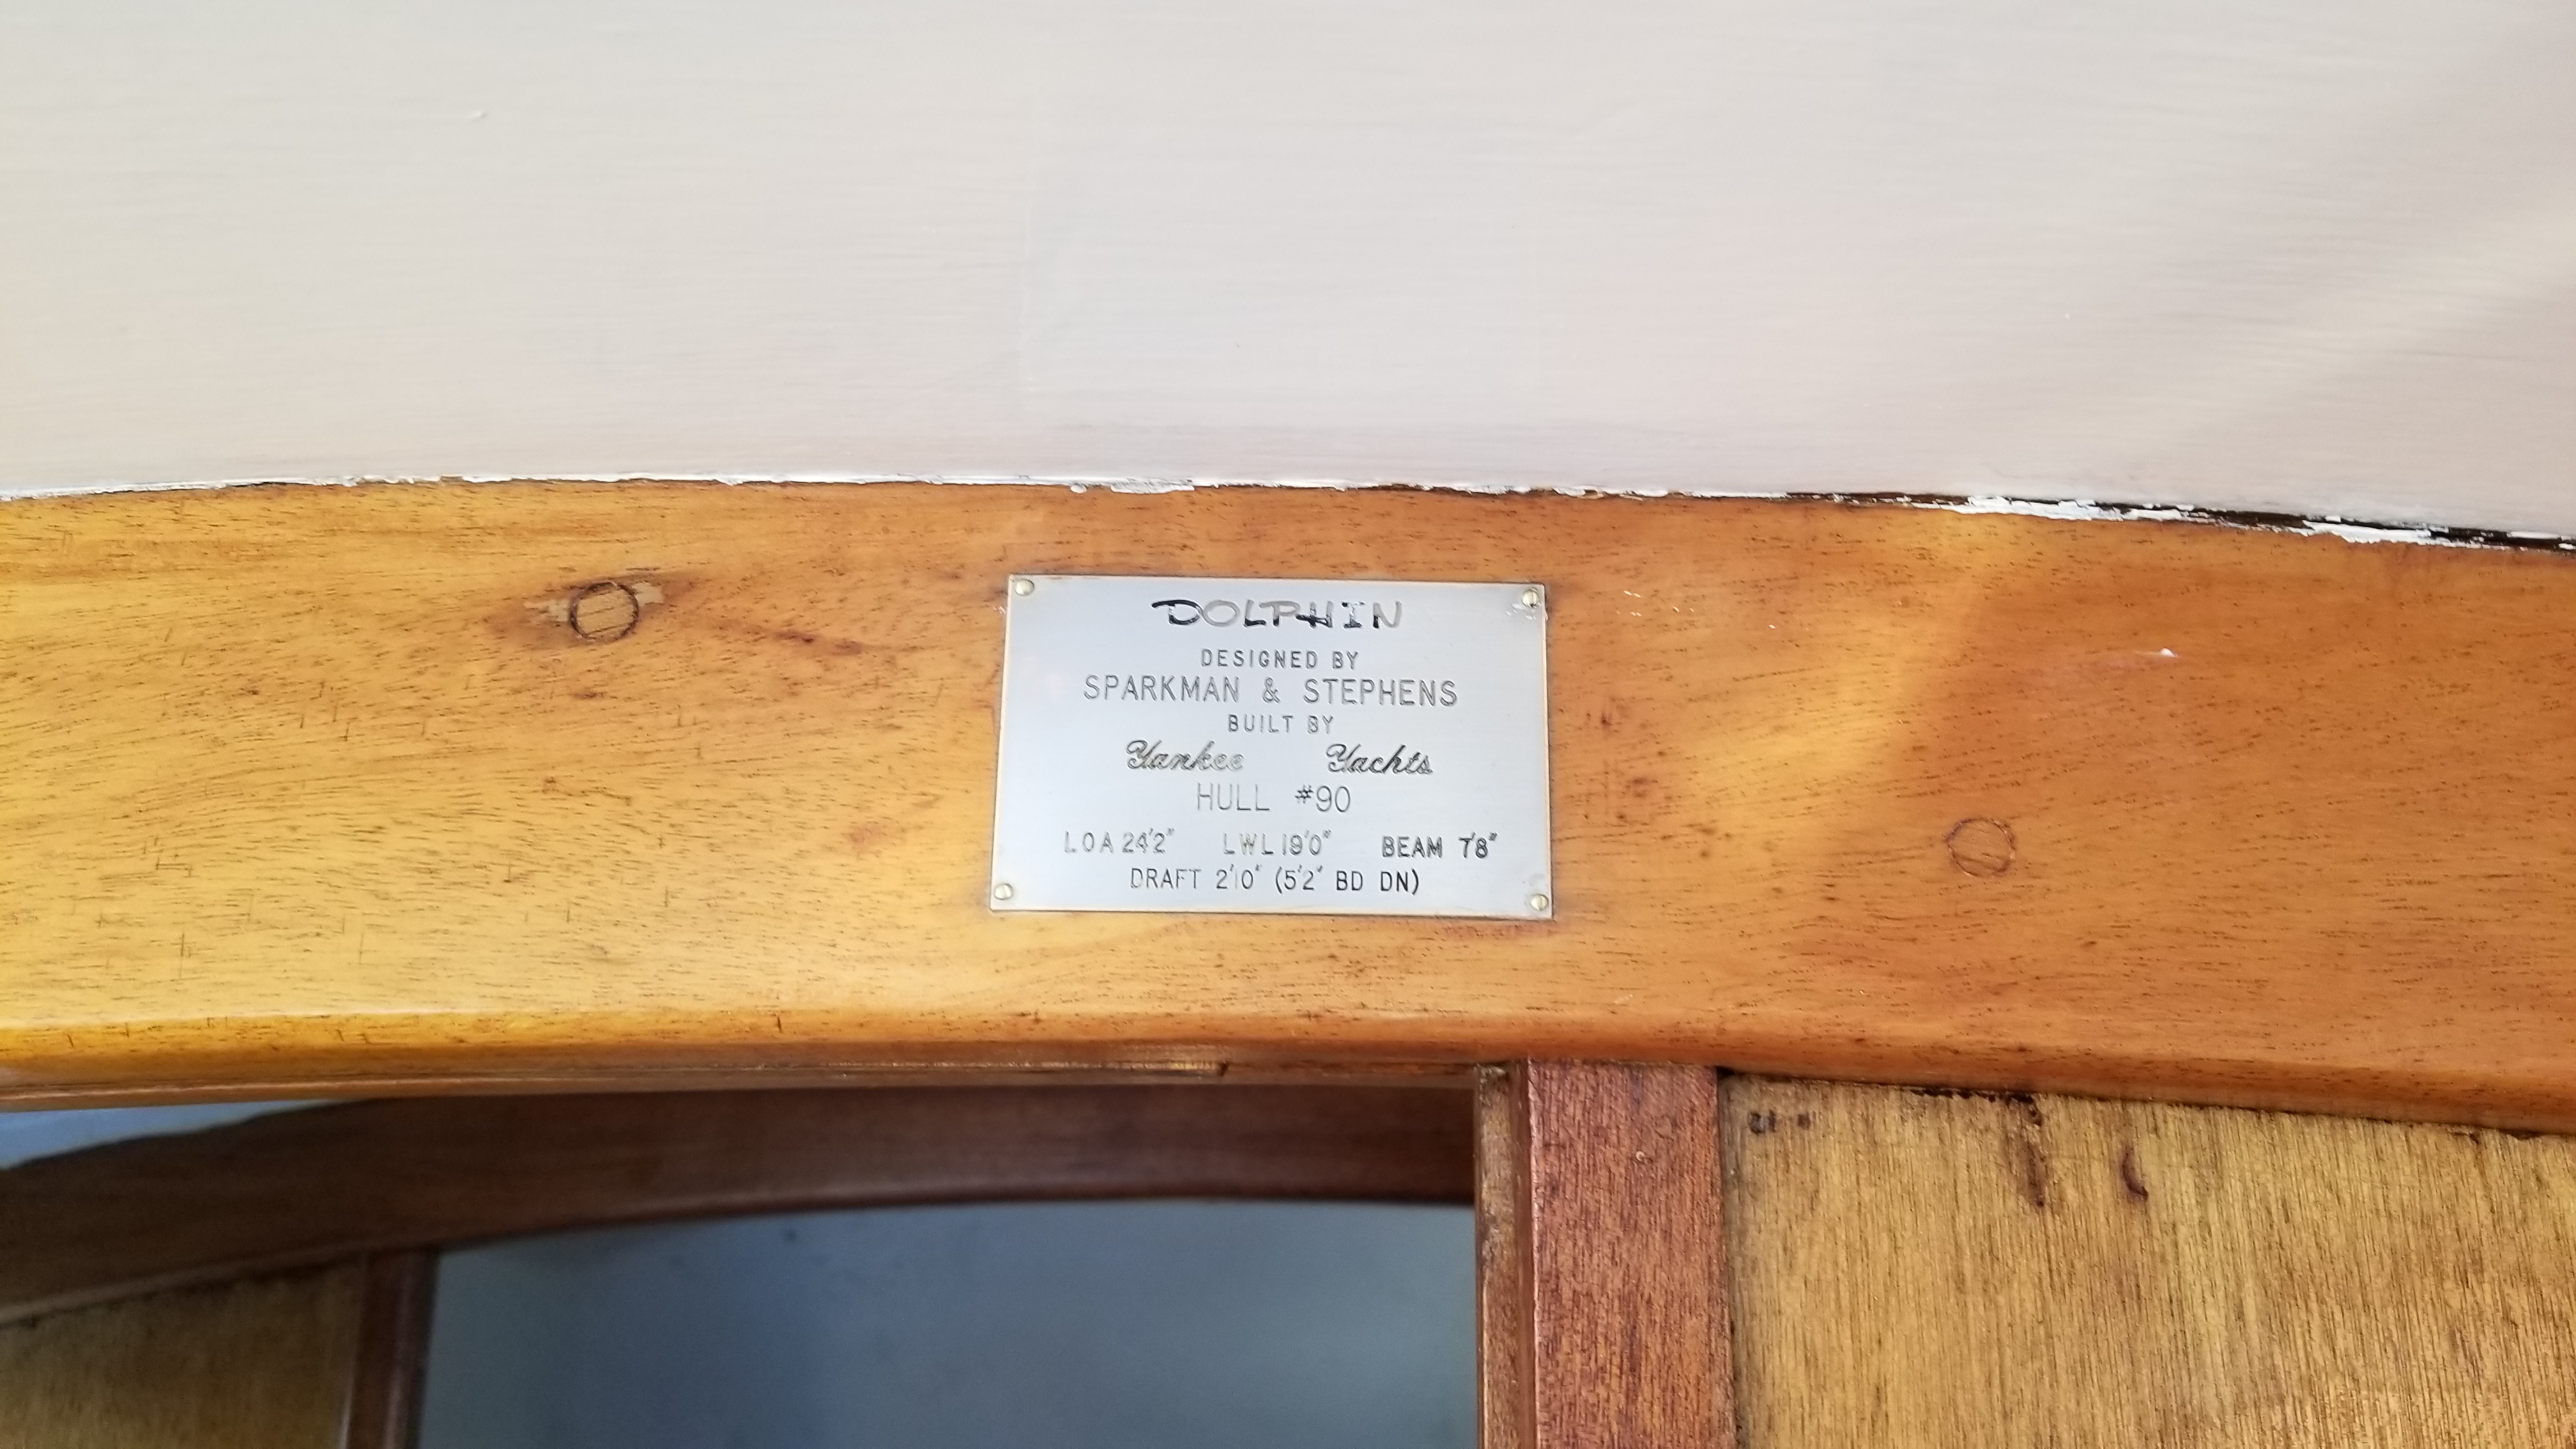 DOLPHIN
DESIGNED BY
SPARKMAN & STEPHENS
BUILT BY
Yankee Yachts
HULL #90
LOA 24'2" LWL 19'0" BEAM 7'8"
DRAFT 2'10" (5'2" BD DN)